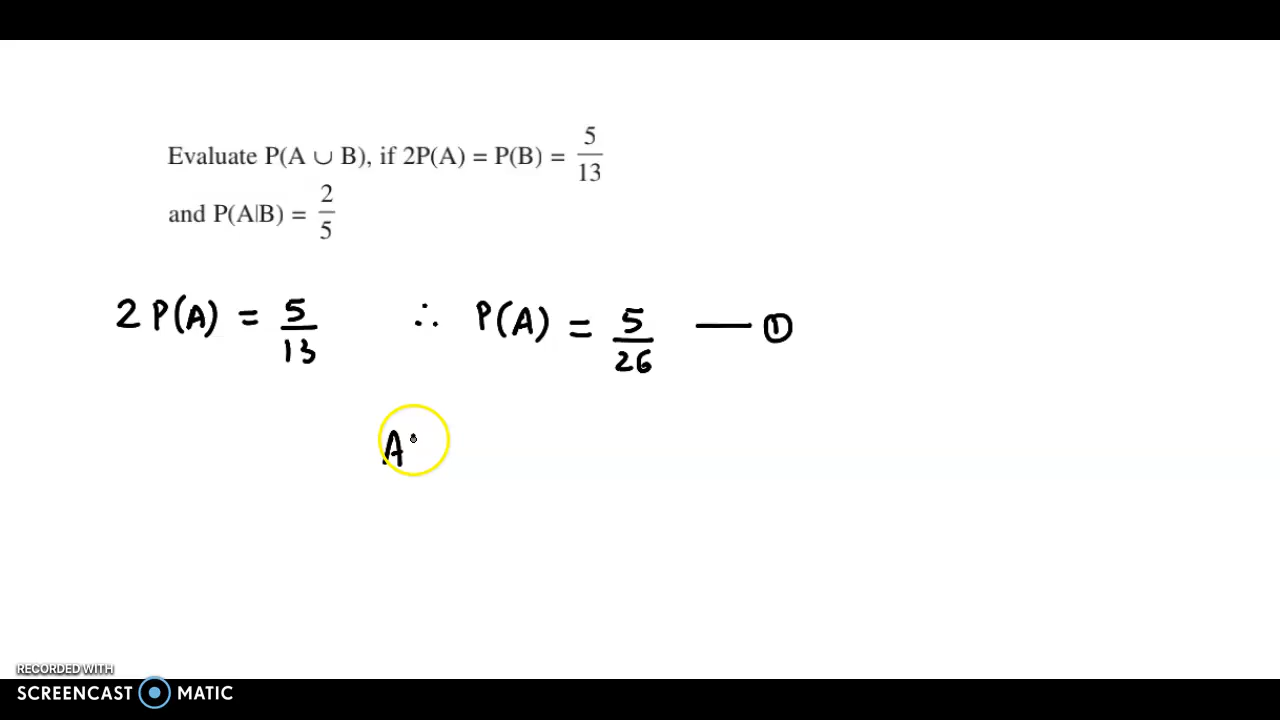 Evaluate P(A ∪ B), if 2P(A) = P(B) = 5/13
and P(A|B) = 2/5
2 P(A) = 5/13 ∴ P(A) = 5/26 — ①
A
RECORDED WITH
SCREENCAST MATIC